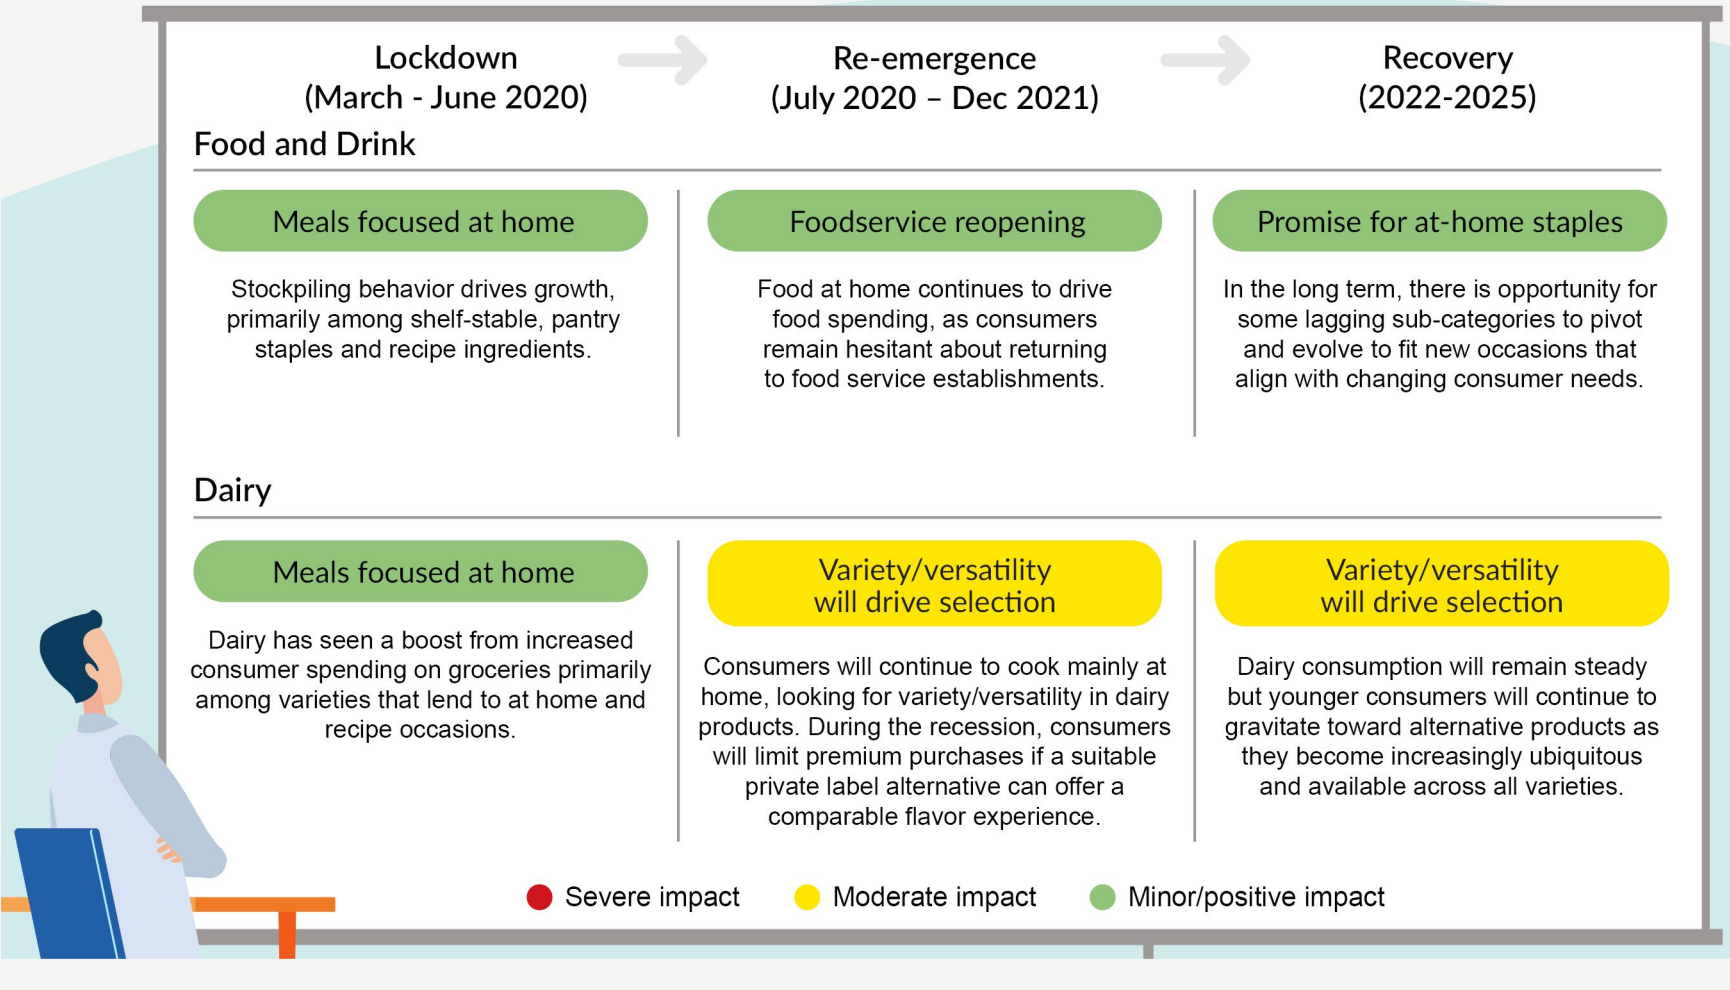 Lockdown
(March - June 2020)
Re-emergence
(July 2020 – Dec 2021)
Recovery
(2022-2025)
Food and Drink
Meals focused at home
Stockpiling behavior drives growth,
primarily among shelf-stable, pantry
staples and recipe ingredients.
Foodservice reopening
Food at home continues to drive
food spending, as consumers
remain hesitant about returning
to food service establishments.
Promise for at-home staples
In the long term, there is opportunity for
some lagging sub-categories to pivot
and evolve to fit new occasions that
align with changing consumer needs.
Dairy
Meals focused at home
Dairy has seen a boost from increased
consumer spending on groceries primarily
among varieties that lend to at home and
recipe occasions.
Variety/versatility
will drive selection
Consumers will continue to cook mainly at
home, looking for variety/versatility in dairy
products. During the recession, consumers
will limit premium purchases if a suitable
private label alternative can offer a
comparable flavor experience.
Variety/versatility
will drive selection
Dairy consumption will remain steady
but younger consumers will continue to
gravitate toward alternative products as
they become increasingly ubiquitous
and available across all varieties.
Severe impact
Moderate impact
Minor/positive impact